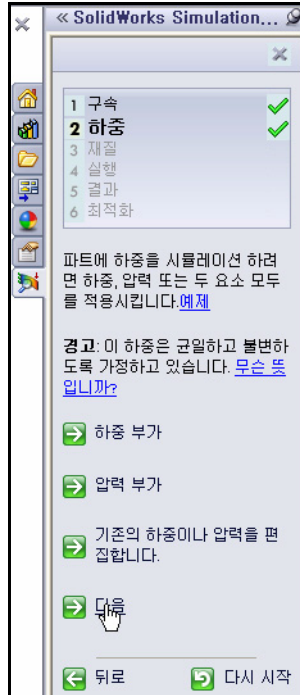 « SolidWorks Simulation...
1 구속
2 하중
3 재질
4 실행
5 결과
6 최적화
파트에 하중을 시뮬레이션 하려
면 하중, 압력 또는 두 요소 모두
를 적용시킵니다.예제
경고: 이 하중은 균일하고 불변하
도록 가정하고 있습니다. 무슨 뜻
입니까?
하중 부가
압력 부가
기존의 하중이나 압력을 편
집합니다.
다음
뒤로 다시 시작